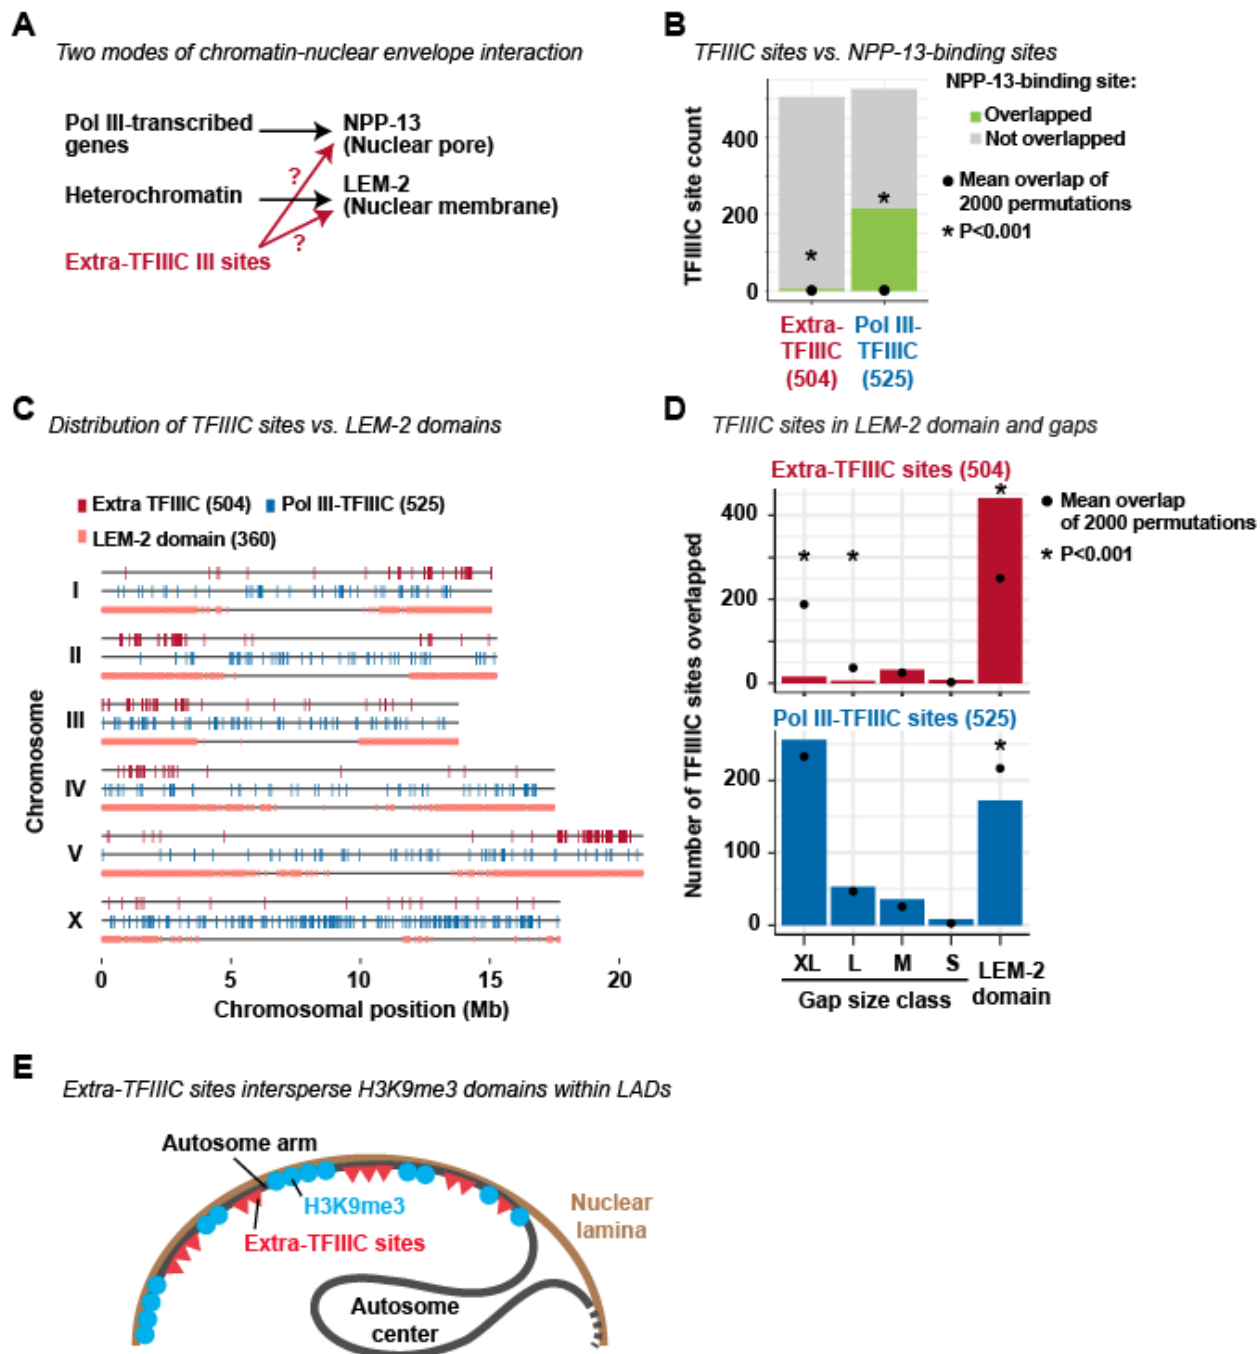 A
Two modes of chromatin-nuclear envelope interaction
Pol III-transcribed
genes
NPP-13
(Nuclear pore)
?
Heterochromatin
LEM-2
(Nuclear membrane)
?
Extra-TFIIIC III sites
B
TFIIIC sites vs. NPP-13-binding sites
TFIIIC site count
400
200
0
Extra-
TFIIIC
(504)
Pol III-
TFIIIC
(525)
*
*
NPP-13-binding site:
Overlapped
Not overlapped
Mean overlap of
2000 permutations
* P<0.001
C
Distribution of TFIIIC sites vs. LEM-2 domains
Extra TFIIIC (504)
Pol III-TFIIIC (525)
LEM-2 domain (360)
Chromosome
I
II
III
IV
V
X
0 5 10 15 20
Chromosomal position (Mb)
D
TFIIIC sites in LEM-2 domain and gaps
Extra-TFIIIC sites (504)
Number of TFIIIC sites overlapped
400
200
0
* * *
Mean overlap
of 2000 permutations
* P<0.001
Pol III-TFIIIC sites (525)
200
100
0
*
XL L M S
LEM-2
domain
Gap size class
E
Extra-TFIIIC sites intersperse H3K9me3 domains within LADs
Autosome arm
H3K9me3
Extra-TFIIIC sites
Nuclear
lamina
Autosome
center